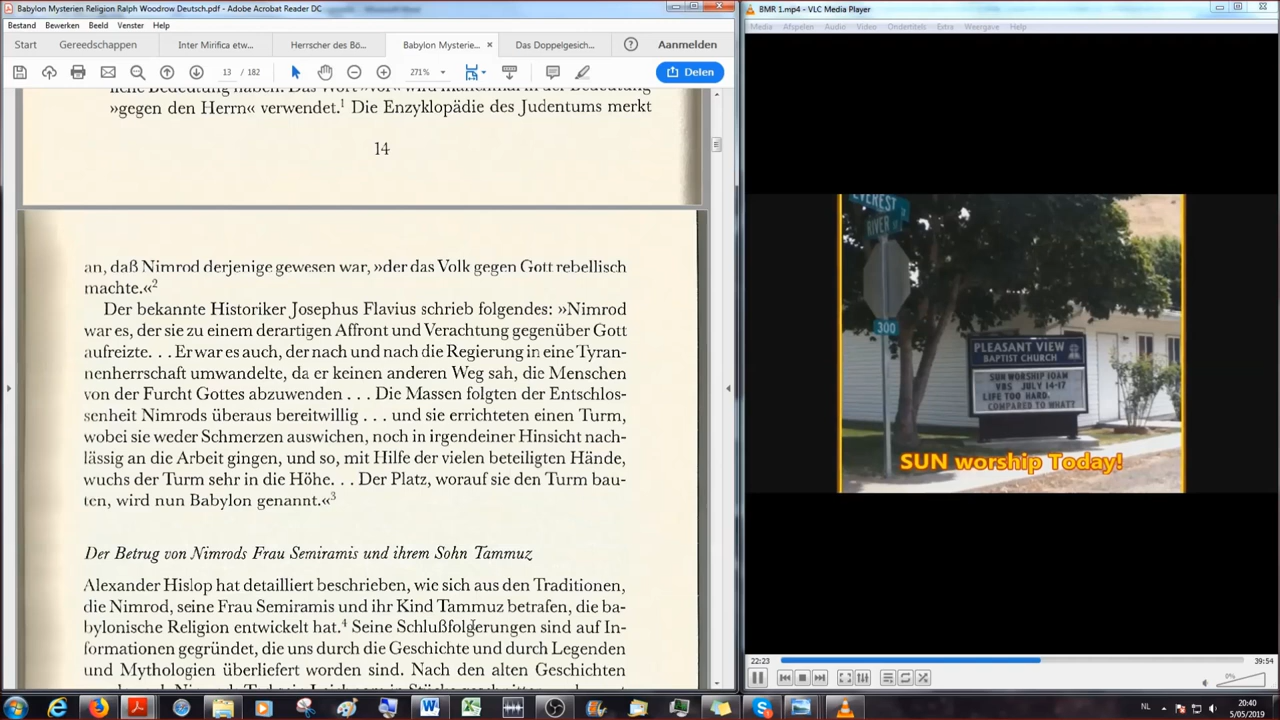 Babylon Mysterien Religion Ralph Woodrow Deutsch.pdf - Adobe Acrobat Reader DC
Bestand Bewerken Beeld Venster Help
Start Gereedschappen Inter Mirifica etw... Herrscher des Bö... Babylon Mysterie... × Das Doppelgesich... Aanmelden
13 / 182 271% Delen
»gegen den Herrn« verwendet.1 Die Enzyklopädie des Judentums merkt
14
an, daß Nimrod derjenige gewesen war, »der das Volk gegen Gott rebellisch
machte.«2
Der bekannte Historiker Josephus Flavius schrieb folgendes: »Nimrod
war es, der sie zu einem derartigen Affront und Verachtung gegenüber Gott
aufreizte. . . Er war es auch, der nach und nach die Regierung in eine Tyran-
nenherrschaft umwandelte, da er keinen anderen Weg sah, die Menschen
von der Furcht Gottes abzuwenden . . . Die Massen folgten der Entschlos-
senheit Nimrods überaus bereitwillig . . . und sie errichteten einen Turm,
wobei sie weder Schmerzen auswichen, noch in irgendeiner Hinsicht nach-
lässig an die Arbeit gingen, und so, mit Hilfe der vielen beteiligten Hände,
wuchs der Turm sehr in die Höhe. . . Der Platz, worauf sie den Turm bau-
ten, wird nun Babylon genannt.«3
Der Betrug von Nimrods Frau Semiramis und ihrem Sohn Tammuz
Alexander Hislop hat detailliert beschrieben, wie sich aus den Traditionen,
die Nimrod, seine Frau Semiramis und ihr Kind Tammuz betrafen, die ba-
bylonische Religion entwickelt hat.4 Seine Schlußfolgerungen sind auf In-
formationen gegründet, die uns durch die Geschichte und durch Legenden
und Mythologien überliefert worden sind. Nach den alten Geschichten
BMR 1.mp4 - VLC Media Player
Media Afspelen Audio Video Ondertitels Extra Weergave Help
EVEREST
RIVER
300
PLEASANT VIEW
BAPTIST CHURCH
SUN WORSHIP 10AM
VBS JULY 14-17
LIFE TOO HARD,
COMPARED TO WHAT?
SUN worship Today!
22:23 39:54
0%
NL 20:40
5/05/2019